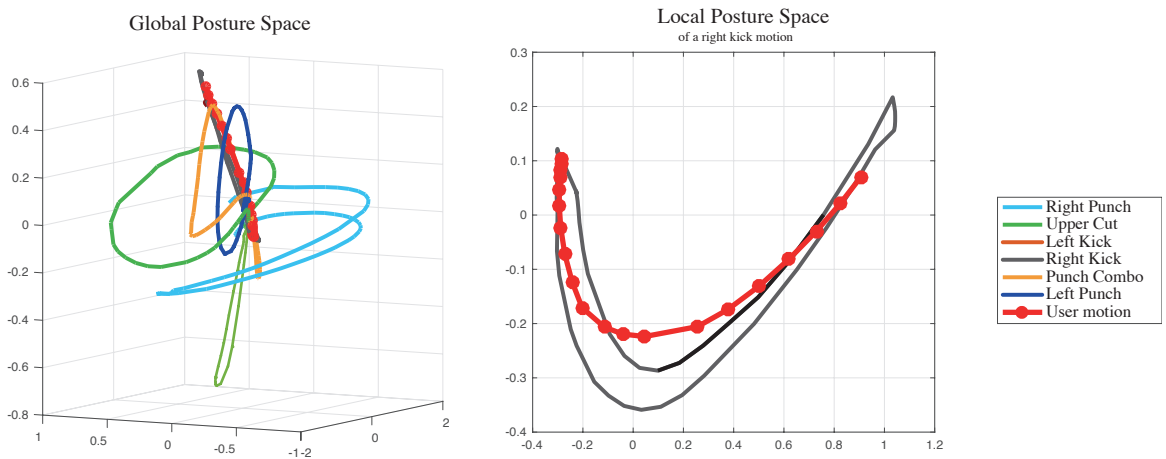 Global Posture Space
0.6
0.4
0.2
0
-0.2
-0.4
-0.6
-0.8
1
0.5
0
-0.5
-1
-2
0
2
Local Posture Space
of a right kick motion
0.3
0.2
0.1
0
-0.1
-0.2
-0.3
-0.4
-0.4 -0.2 0 0.2 0.4 0.6 0.8 1 1.2
Right Punch
Upper Cut
Left Kick
Right Kick
Punch Combo
Left Punch
User motion